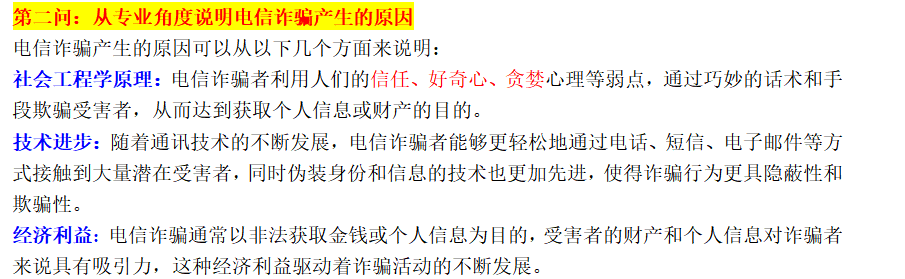 第二问：从专业角度说明电信诈骗产生的原因
电信诈骗产生的原因可以从以下几个方面来说明：
社会工程学原理：电信诈骗者利用人们的信任、好奇心、贪婪心理等弱点，通过巧妙的话术和手
段欺骗受害者，从而达到获取个人信息或财产的目的。
技术进步：随着通讯技术的不断发展，电信诈骗者能够更轻松地通过电话、短信、电子邮件等方
式接触到大量潜在受害者，同时伪装身份和信息的技术也更加先进，使得诈骗行为更具隐蔽性和
欺骗性。
经济利益：电信诈骗通常以非法获取金钱或个人信息为目的，受害者的财产和个人信息对诈骗者
来说具有吸引力，这种经济利益驱动着诈骗活动的不断发展。